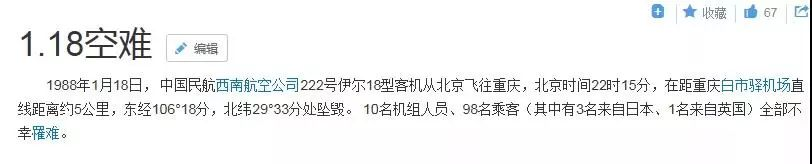 收藏 67
1.18空难 编辑
1988年1月18日，中国民航西南航空公司222号伊尔18型客机从北京飞往重庆，北京时间22时15分，在距重庆白市驿机场直
线距离约5公里，东经106°18分，北纬29°33分处坠毁。 10名机组人员、98名乘客（其中有3名来自日本、1名来自英国）全部不
幸罹难。